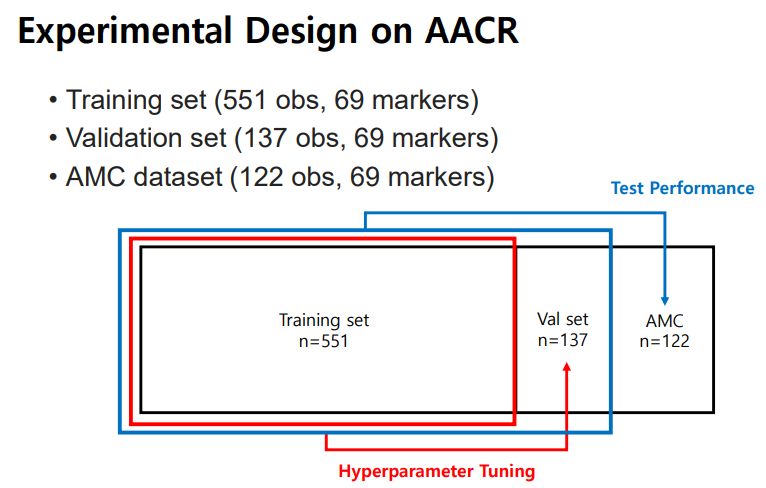 Experimental Design on AACR
• Training set (551 obs, 69 markers)
• Validation set (137 obs, 69 markers)
• AMC dataset (122 obs, 69 markers)
Test Performance
Training set
n=551
Val set
n=137
AMC
n=122
Hyperparameter Tuning